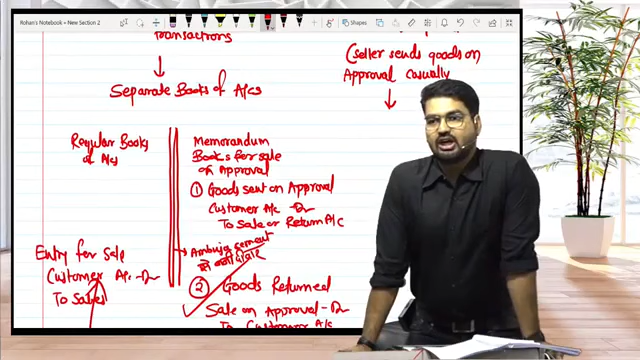 Rohan's Notebook • New Section 2
Shapes
transactions
(seller sends goods on
Approval casually
Separate Books of A/cs
Regular Books
of A/cs
Memorandum
Books for sale
on Approval
① Goods sent on Approval
Customer A/c -Dr
To Sale or Return A/C
Ambuja cement
Entry for Sale
Customer A/c -Dr
To Sales
② Goods Returned
Sale on Approval -Dr
To Customer A/c